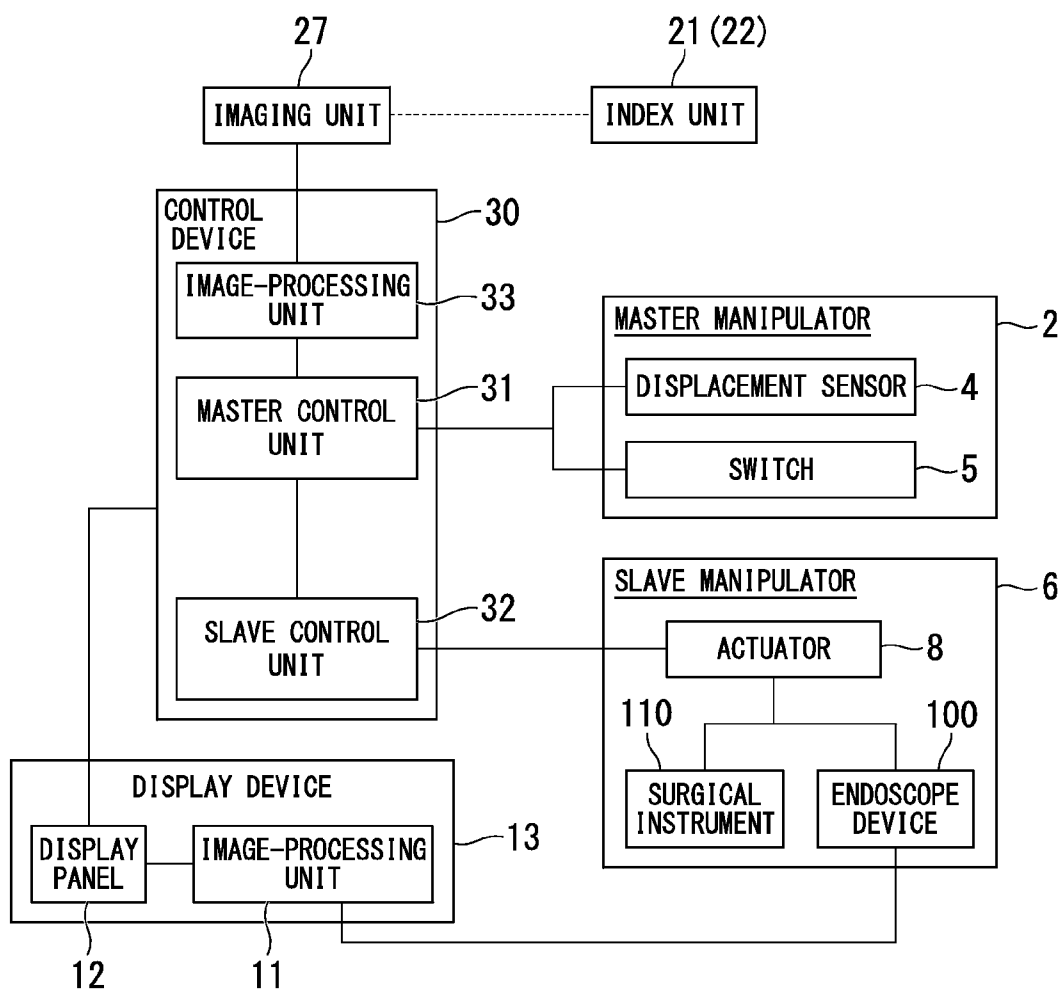 27
21(22)
IMAGING UNIT
INDEX UNIT
CONTROL
DEVICE
30
IMAGE-PROCESSING
UNIT
33
MASTER CONTROL
UNIT
31
SLAVE CONTROL
UNIT
32
MASTER MANIPULATOR
2
DISPLACEMENT SENSOR
4
SWITCH
5
SLAVE MANIPULATOR
6
ACTUATOR
8
110
100
SURGICAL
INSTRUMENT
ENDOSCOPE
DEVICE
DISPLAY DEVICE
13
DISPLAY
PANEL
IMAGE-PROCESSING
UNIT
12
11